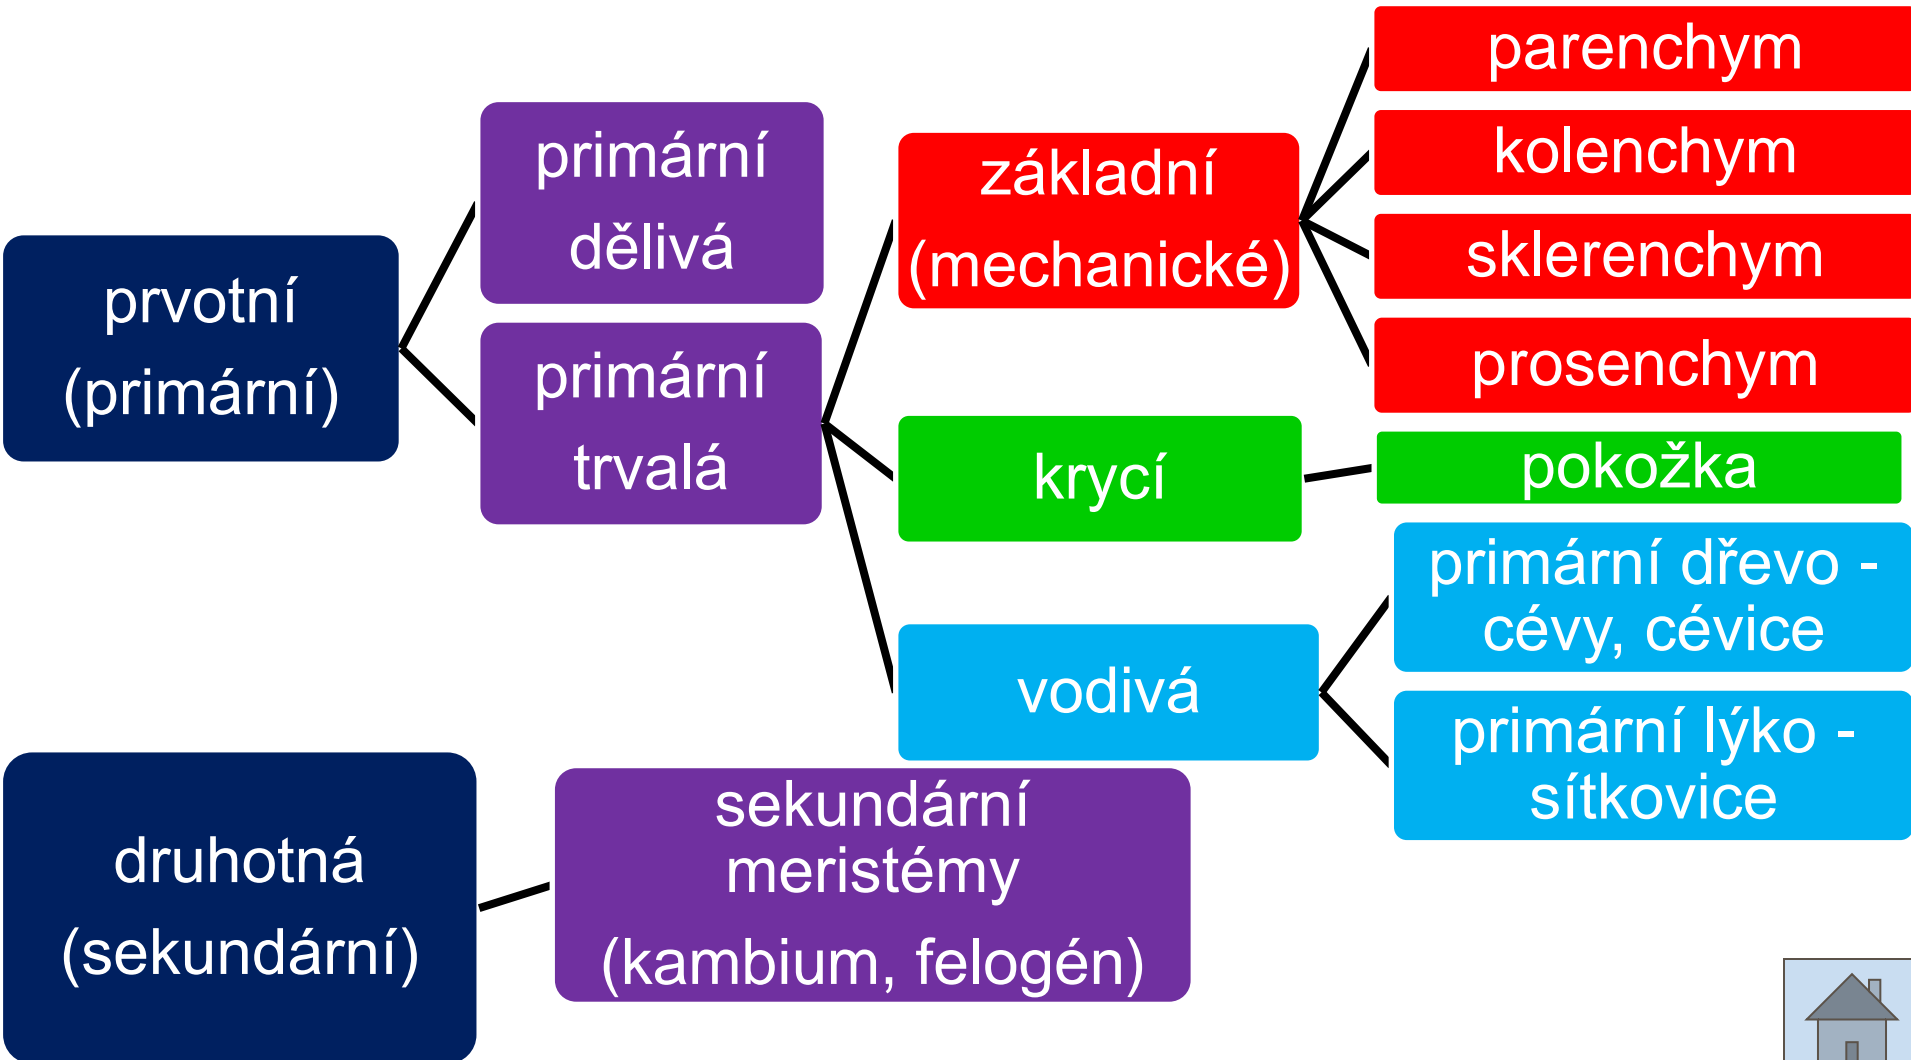 prvotní
(primární)
primární
dělivá
primární
trvalá
základní
(mechanické)
parenchym
kolenchym
sklerenchym
prosenchym
krycí
pokožka
vodivá
primární dřevo -
cévy, cévice
primární lýko -
sítkovice
druhotná
(sekundární)
sekundární
meristémy
(kambium, felogén)